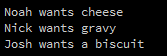 Noah wants cheese
Nick wants gravy
Josh wants a biscuit